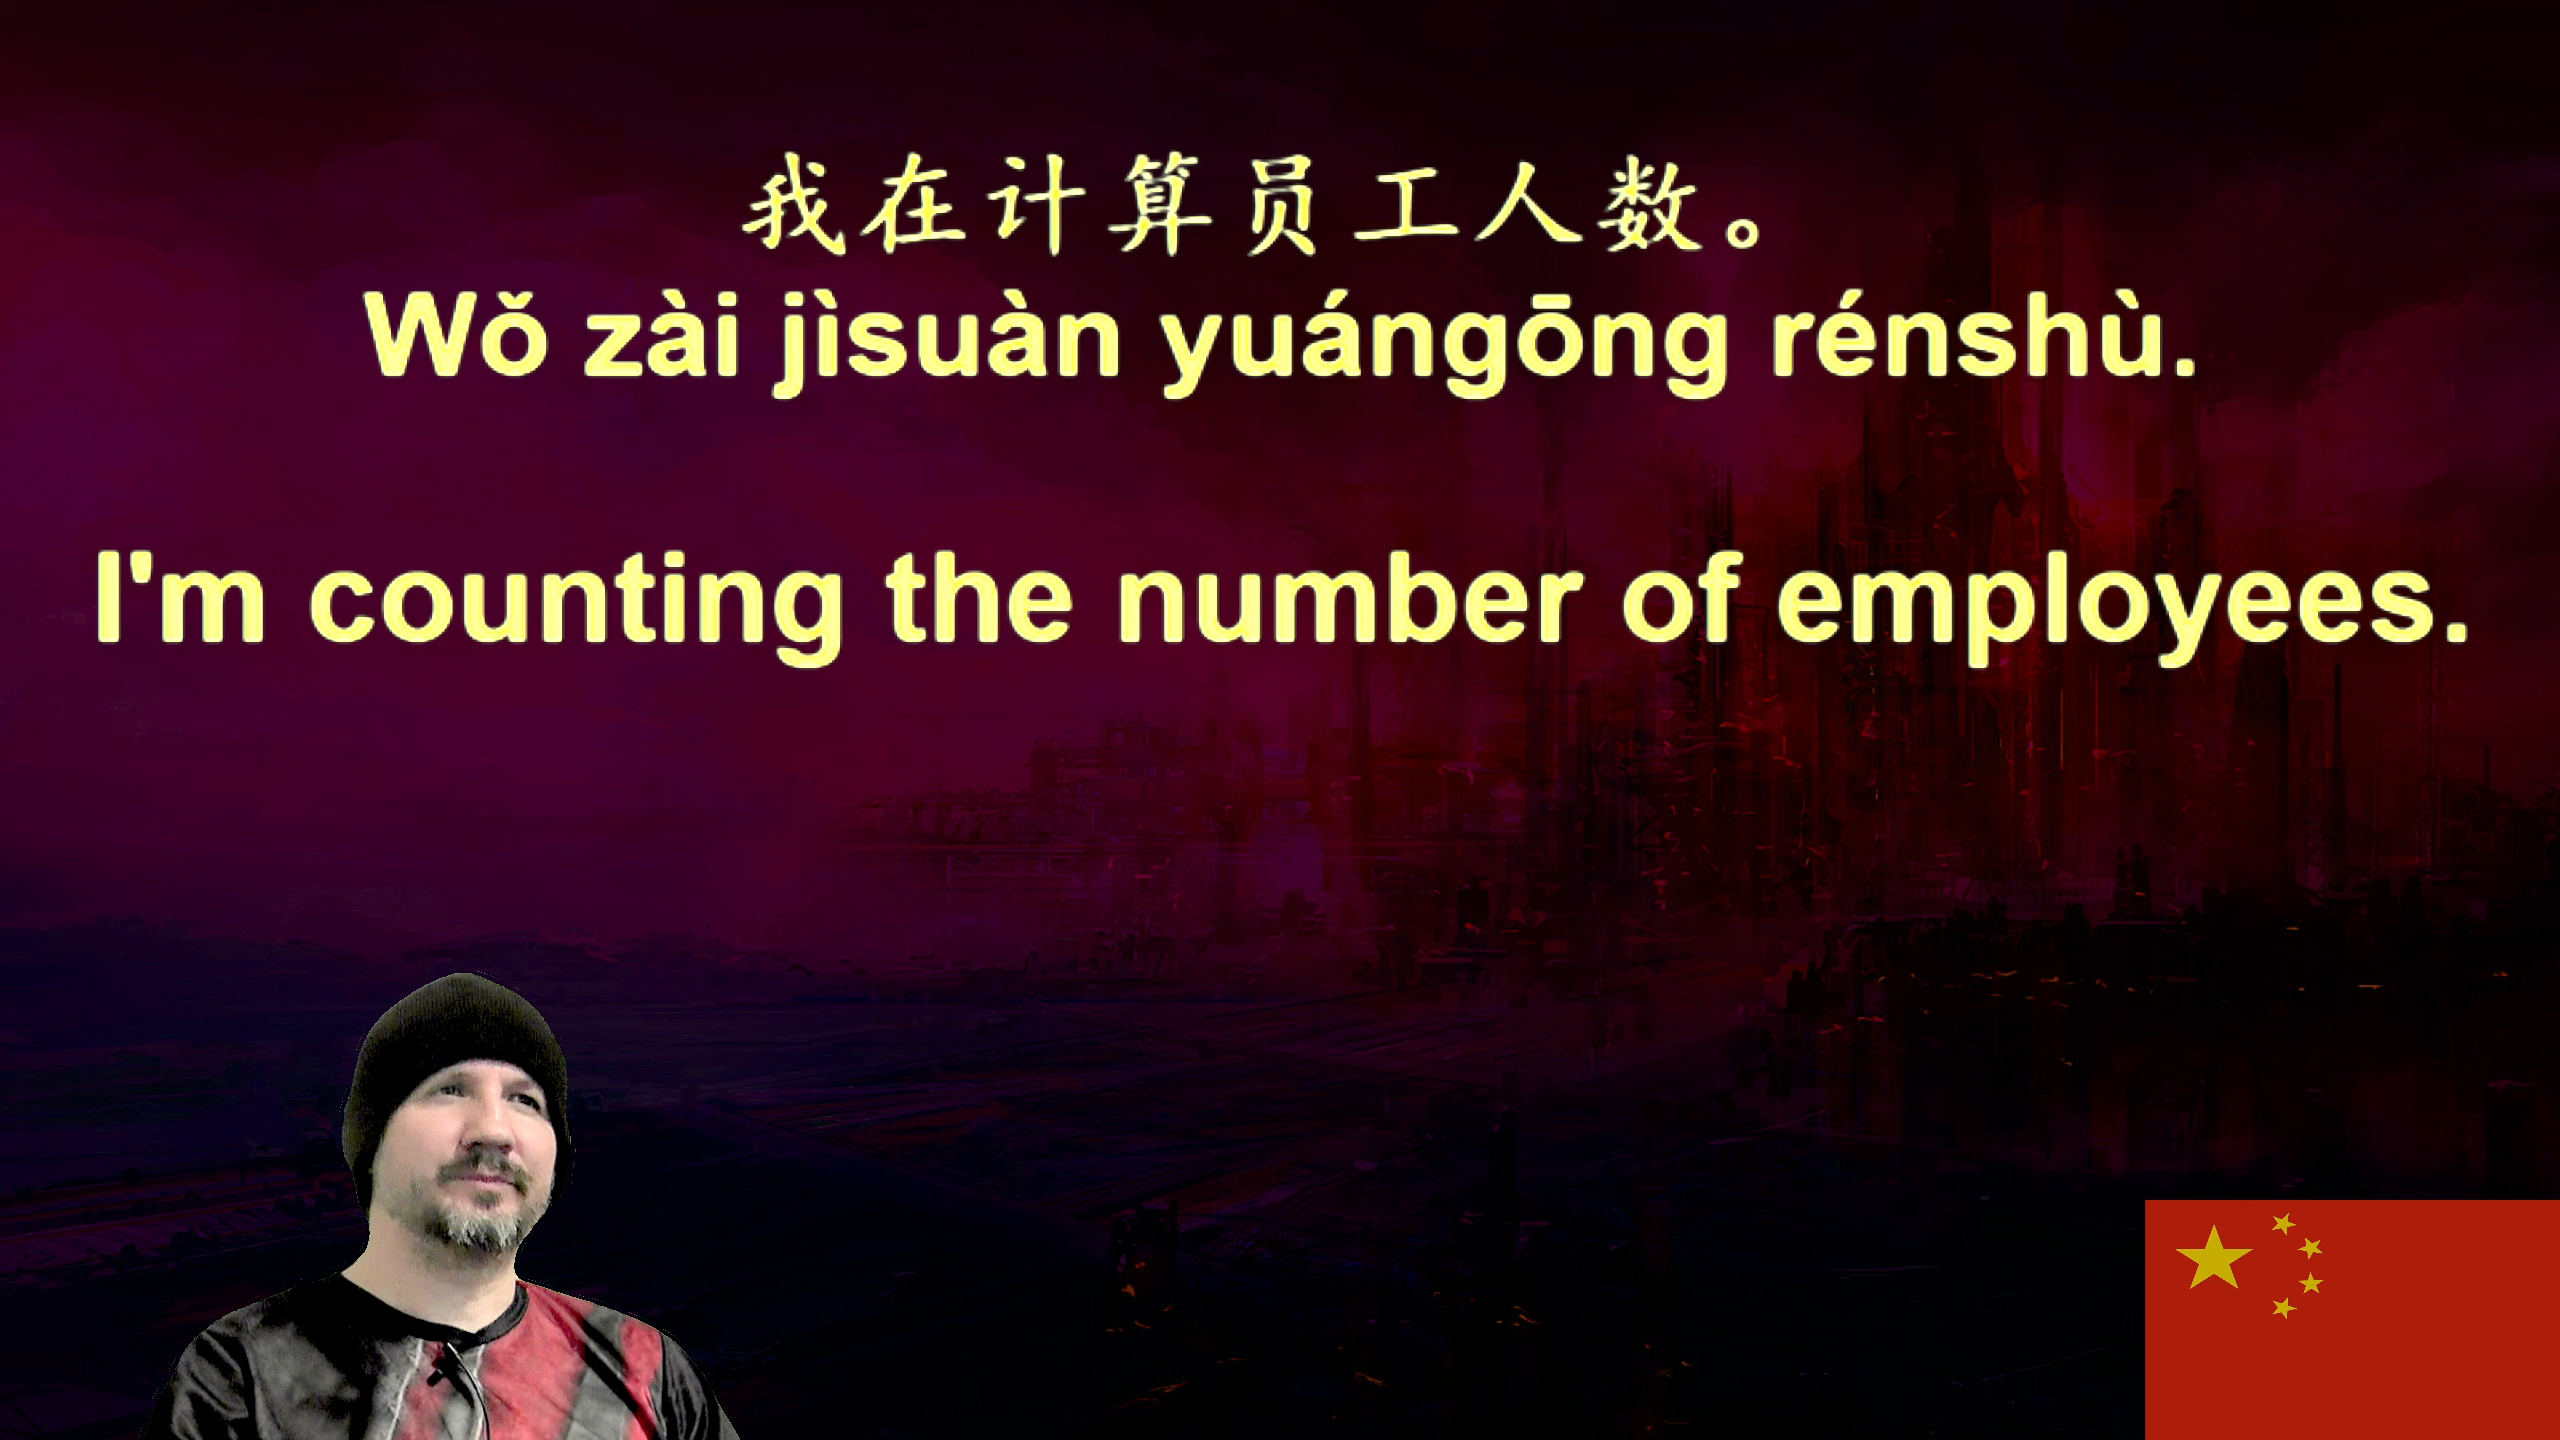 我在计算员工人数。
Wǒ zài jìsuàn yuángōng rénshù.
I'm counting the number of employees.